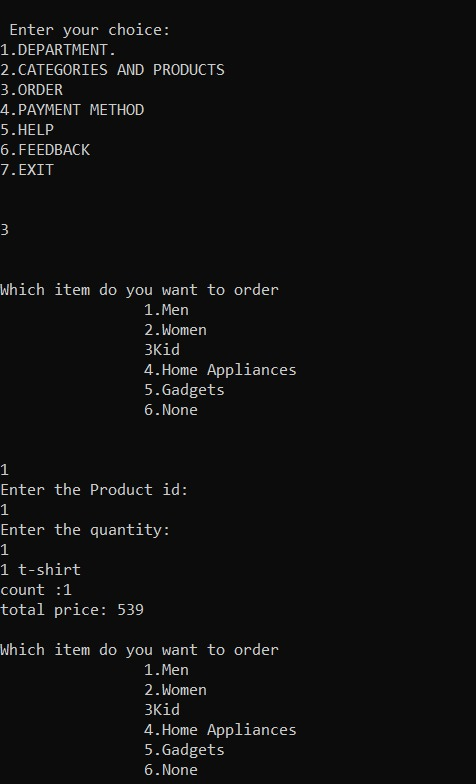 Enter your choice:
1.DEPARTMENT.
2.CATEGORIES AND PRODUCTS
3.ORDER
4.PAYMENT METHOD
5.HELP
6.FEEDBACK
7.EXIT
3
Which item do you want to order
1.Men
2.Women
3Kid
4.Home Appliances
5.Gadgets
6.None
1
Enter the Product id:
1
Enter the quantity:
1
1 t-shirt
count :1
total price: 539
Which item do you want to order
1.Men
2.Women
3Kid
4.Home Appliances
5.Gadgets
6.None